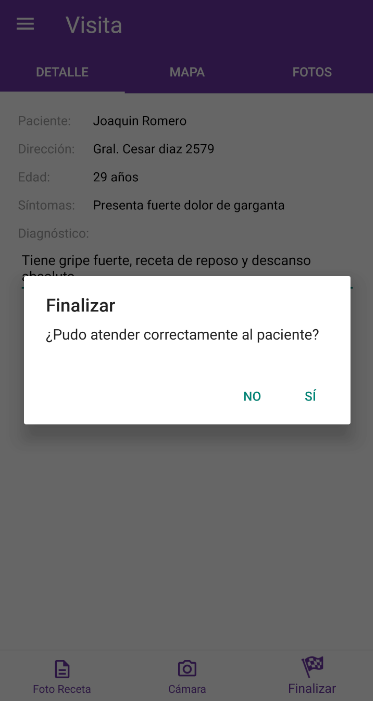 Visita
DETALLE MAPA FOTOS
Paciente: Joaquin Romero
Dirección: Gral. Cesar diaz 2579
Edad: 29 años
Síntomas: Presenta fuerte dolor de garganta
Diagnóstico:
Tiene gripe fuerte, receta de reposo y descanso
absoluto
Finalizar
¿Pudo atender correctamente al paciente?
NO SÍ
Foto Receta Cámara Finalizar